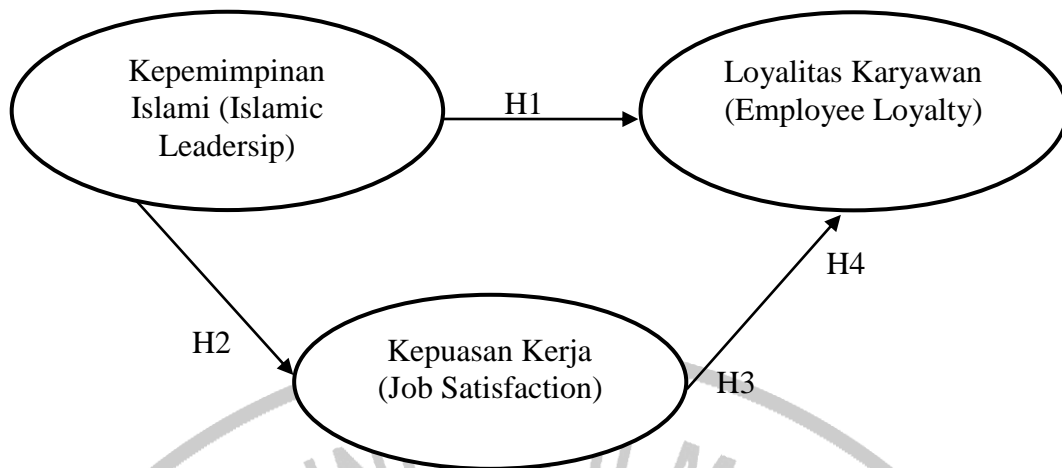 Kepemimpinan
Islami (Islamic
Leadersip)
Loyalitas Karyawan
(Employee Loyalty)
H1
H2
H4
Kepuasan Kerja
(Job Satisfaction)
H3